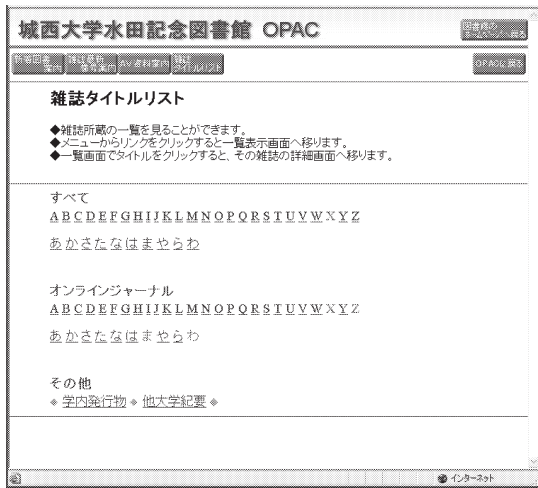 城西大学水田記念図書館 OPAC
図書館の
ホームページへ戻る
新着図書
案内
雑誌最新
巻号案内
AV資料案内
雑誌
タイトルリスト
OPACに戻る
雑誌タイトルリスト
◆雑誌所蔵の一覧を見ることができます。
◆メニューからリンクをクリックすると一覧表示画面へ移ります。
◆一覧画面でタイトルをクリックすると、その雑誌の詳細画面へ移ります。
すべて
A B C D E F G H I J K L M N O P Q R S T U V W X Y Z
あ か さ た な は ま や ら わ
オンラインジャーナル
A B C D E F G H I J K L M N O P Q R S T U V W X Y Z
あ か さ た な は ま や ら わ
その他
◆ 学内発行物 ◆ 他大学紀要 ◆
インターネット